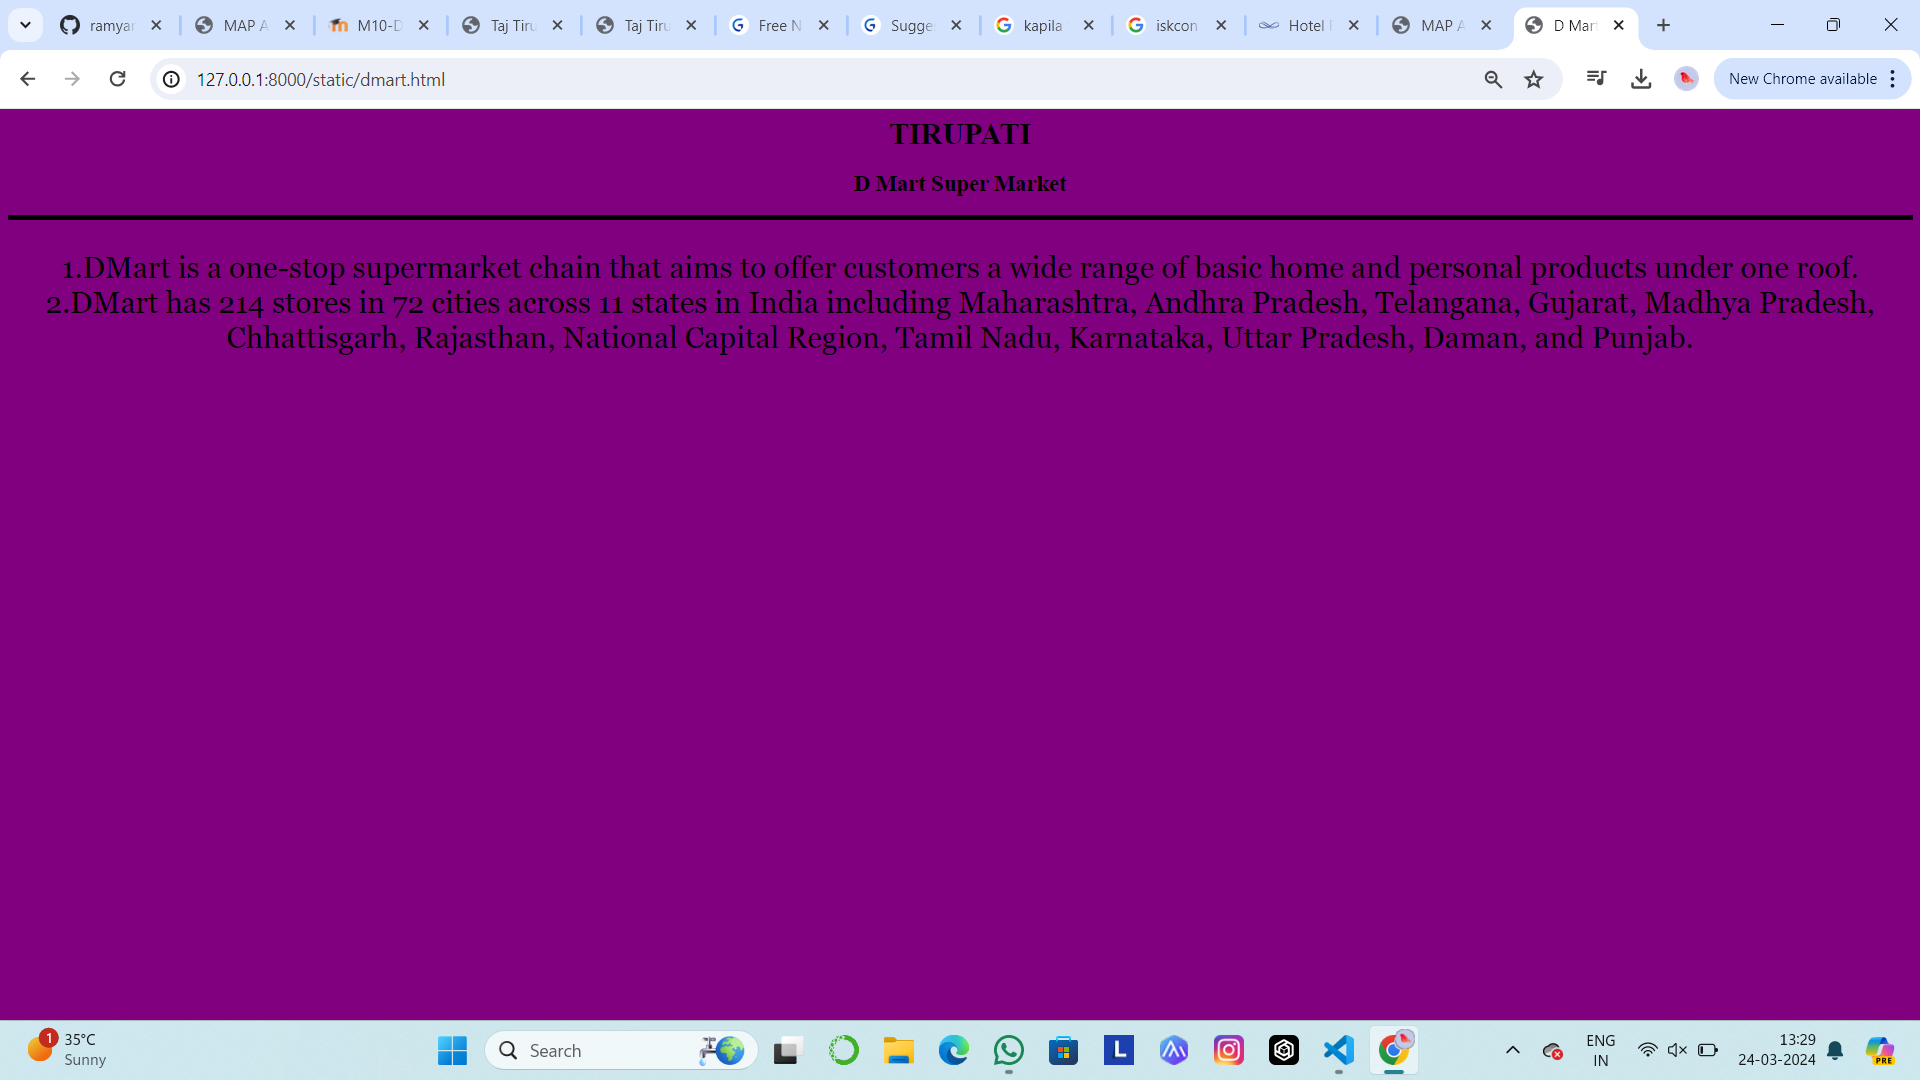 ramyar
MAP A
M10-D
Taj Tiru
Taj Tiru
Free N
Sugge
kapila
iskcon
Hotel
MAP A
D Mar
127.0.0.1:8000/static/dmart.html
New Chrome available
TIRUPATI
D Mart Super Market
1.DMart is a one-stop supermarket chain that aims to offer customers a wide range of basic home and personal products under one roof.
2.DMart has 214 stores in 72 cities across 11 states in India including Maharashtra, Andhra Pradesh, Telangana, Gujarat, Madhya Pradesh,
Chhattisgarh, Rajasthan, National Capital Region, Tamil Nadu, Karnataka, Uttar Pradesh, Daman, and Punjab.
1
35°C
Sunny
Search
L
ENG
IN
13:29
24-03-2024
PRE